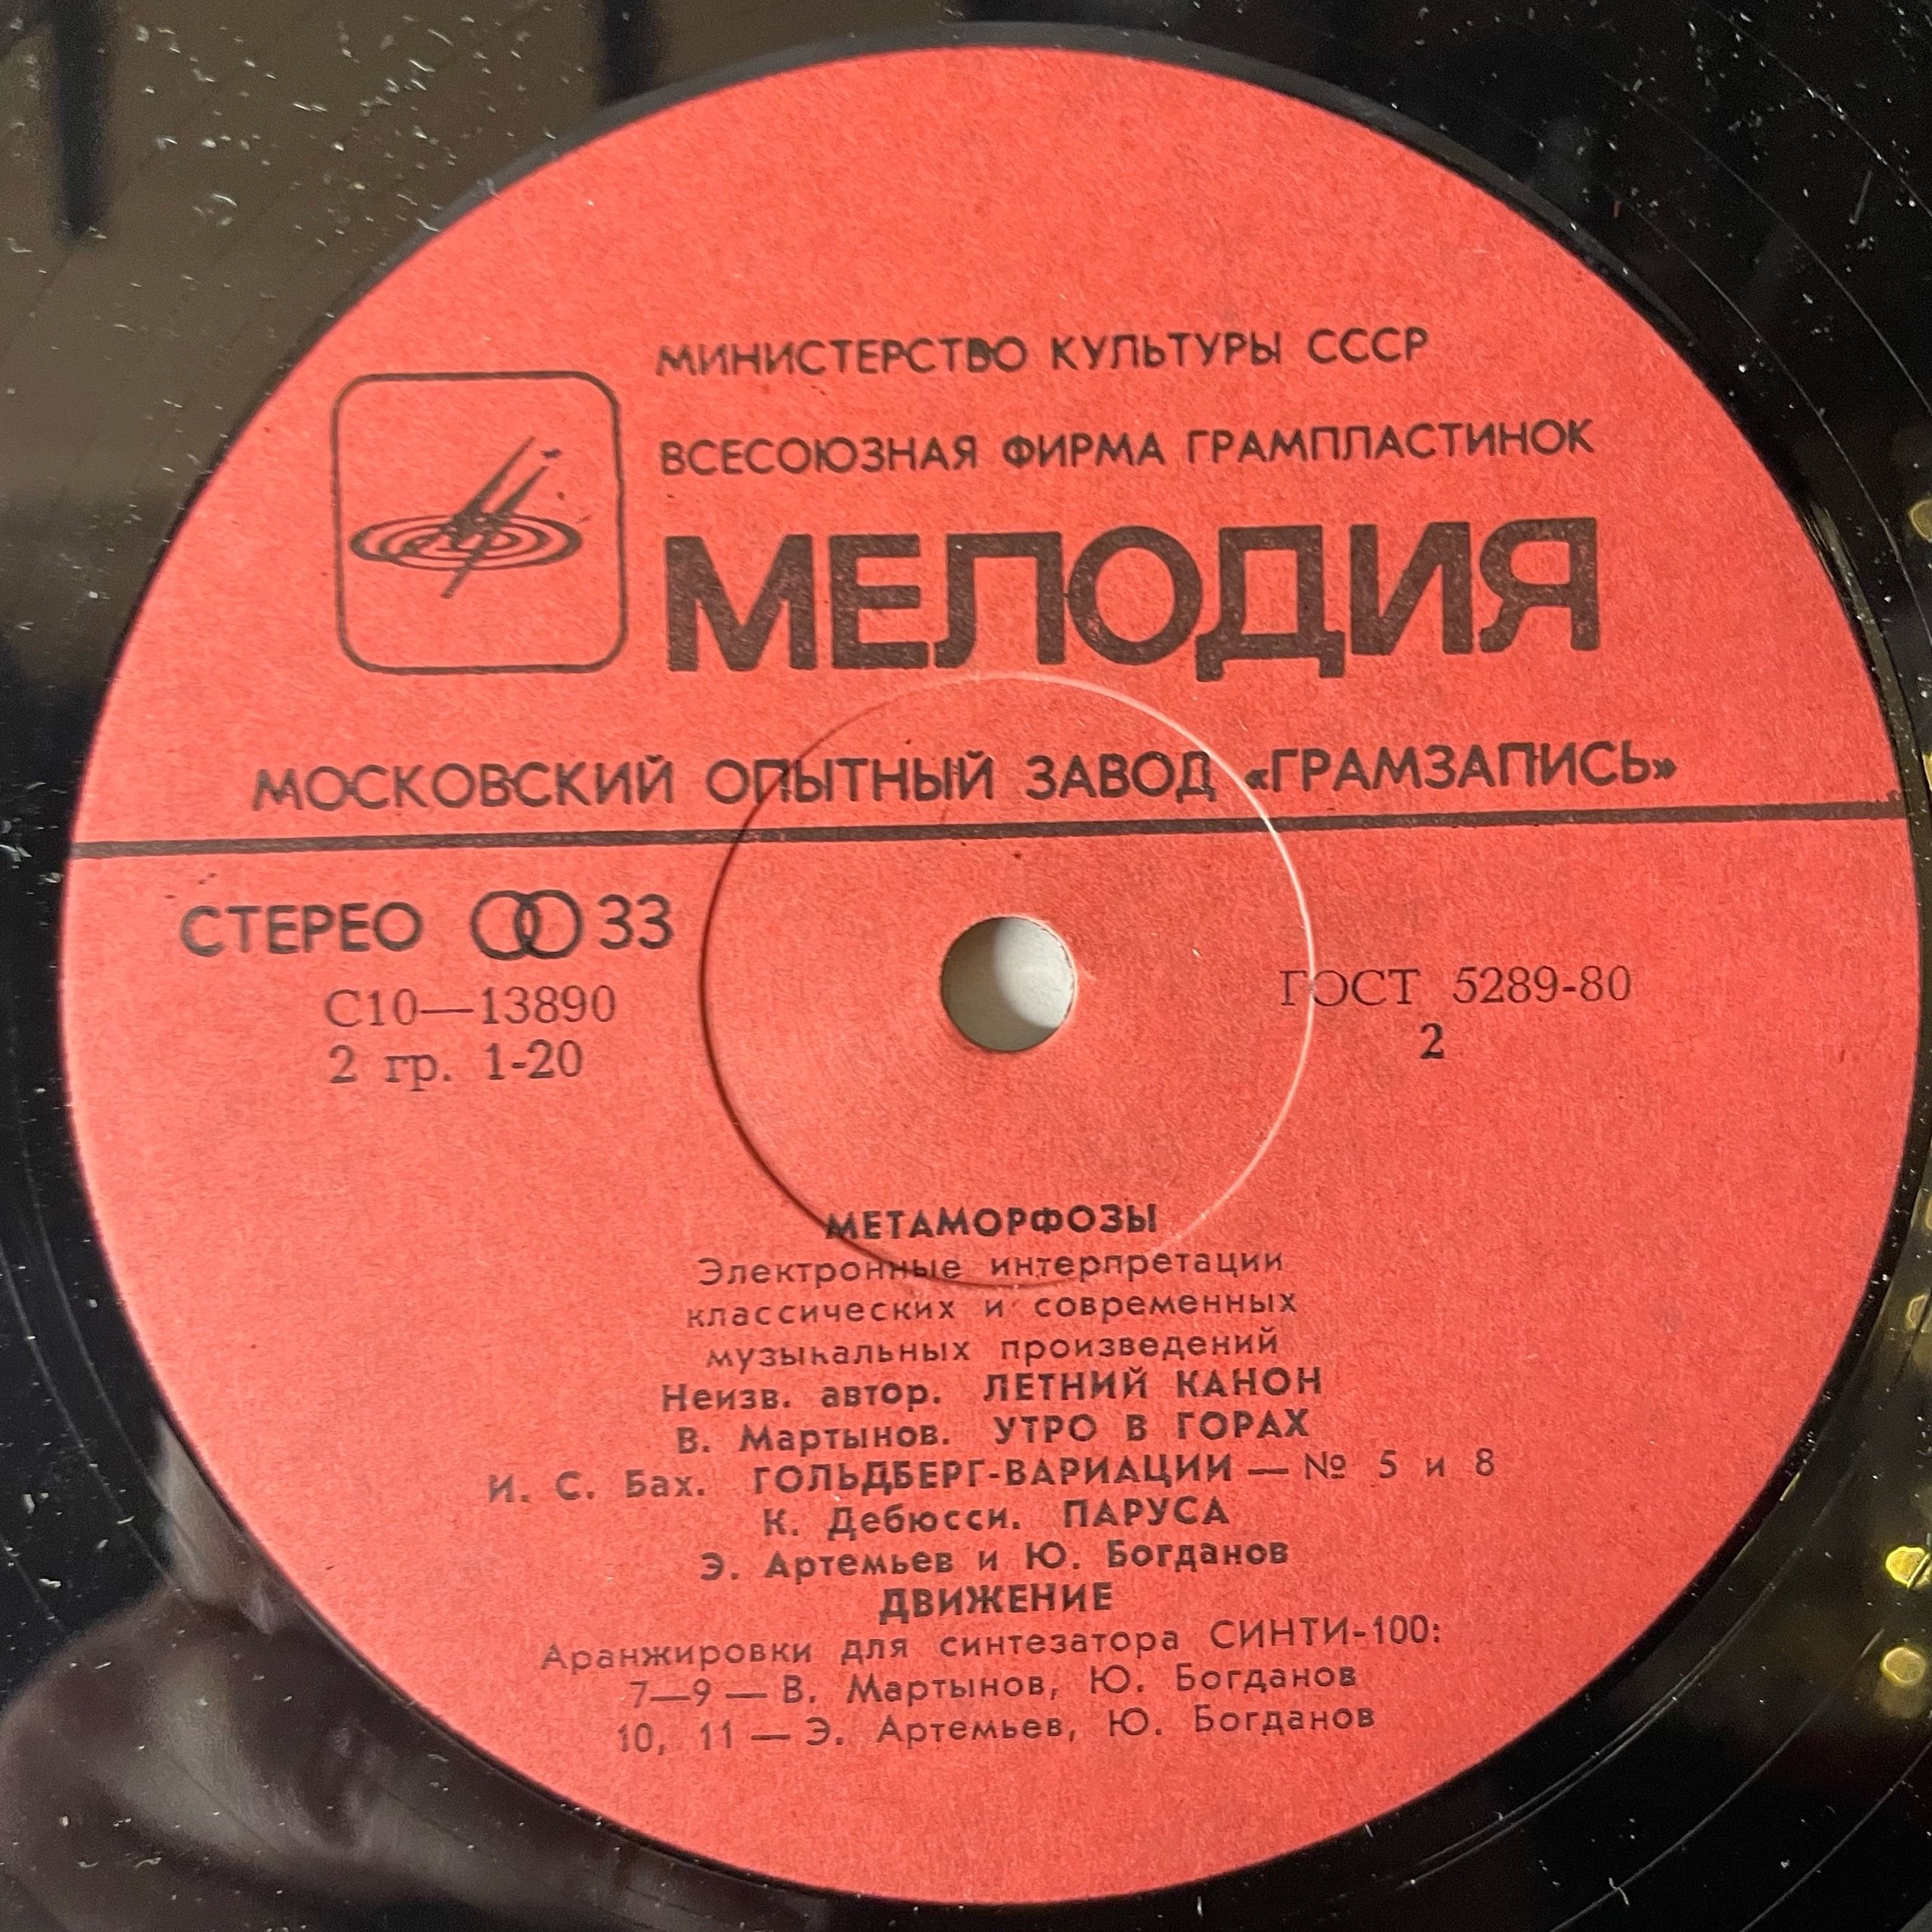 МИНИСТЕРСТВО КУЛЬТУРЫ СССР
ВСЕСОЮЗНАЯ ФИРМА ГРАМПЛАСТИНОК
МЕЛОДИЯ
МОСКОВСКИЙ ОПЫТНЫЙ ЗАВОД «ГРАМЗАПИСЬ»
СТЕРЕО 33
С10—13890
2 гр. 1-20
ГОСТ 5289-80
2
МЕТАМОРФОЗЫ
Электронные интерпретации
классических и современных
музыкальных произведений
Неизв. автор. ЛЕТНИЙ КАНОН
В. Мартынов. УТРО В ГОРАХ
И. С. Бах. ГОЛЬДБЕРГ-ВАРИАЦИИ — № 5 и 8
К. Дебюсси. ПАРУСА
Э. Артемьев и Ю. Богданов
ДВИЖЕНИЕ
Аранжировки для синтезатора СИНТИ-100:
7—9 — В. Мартынов, Ю. Богданов
10, 11 — Э. Артемьев, Ю. Богданов